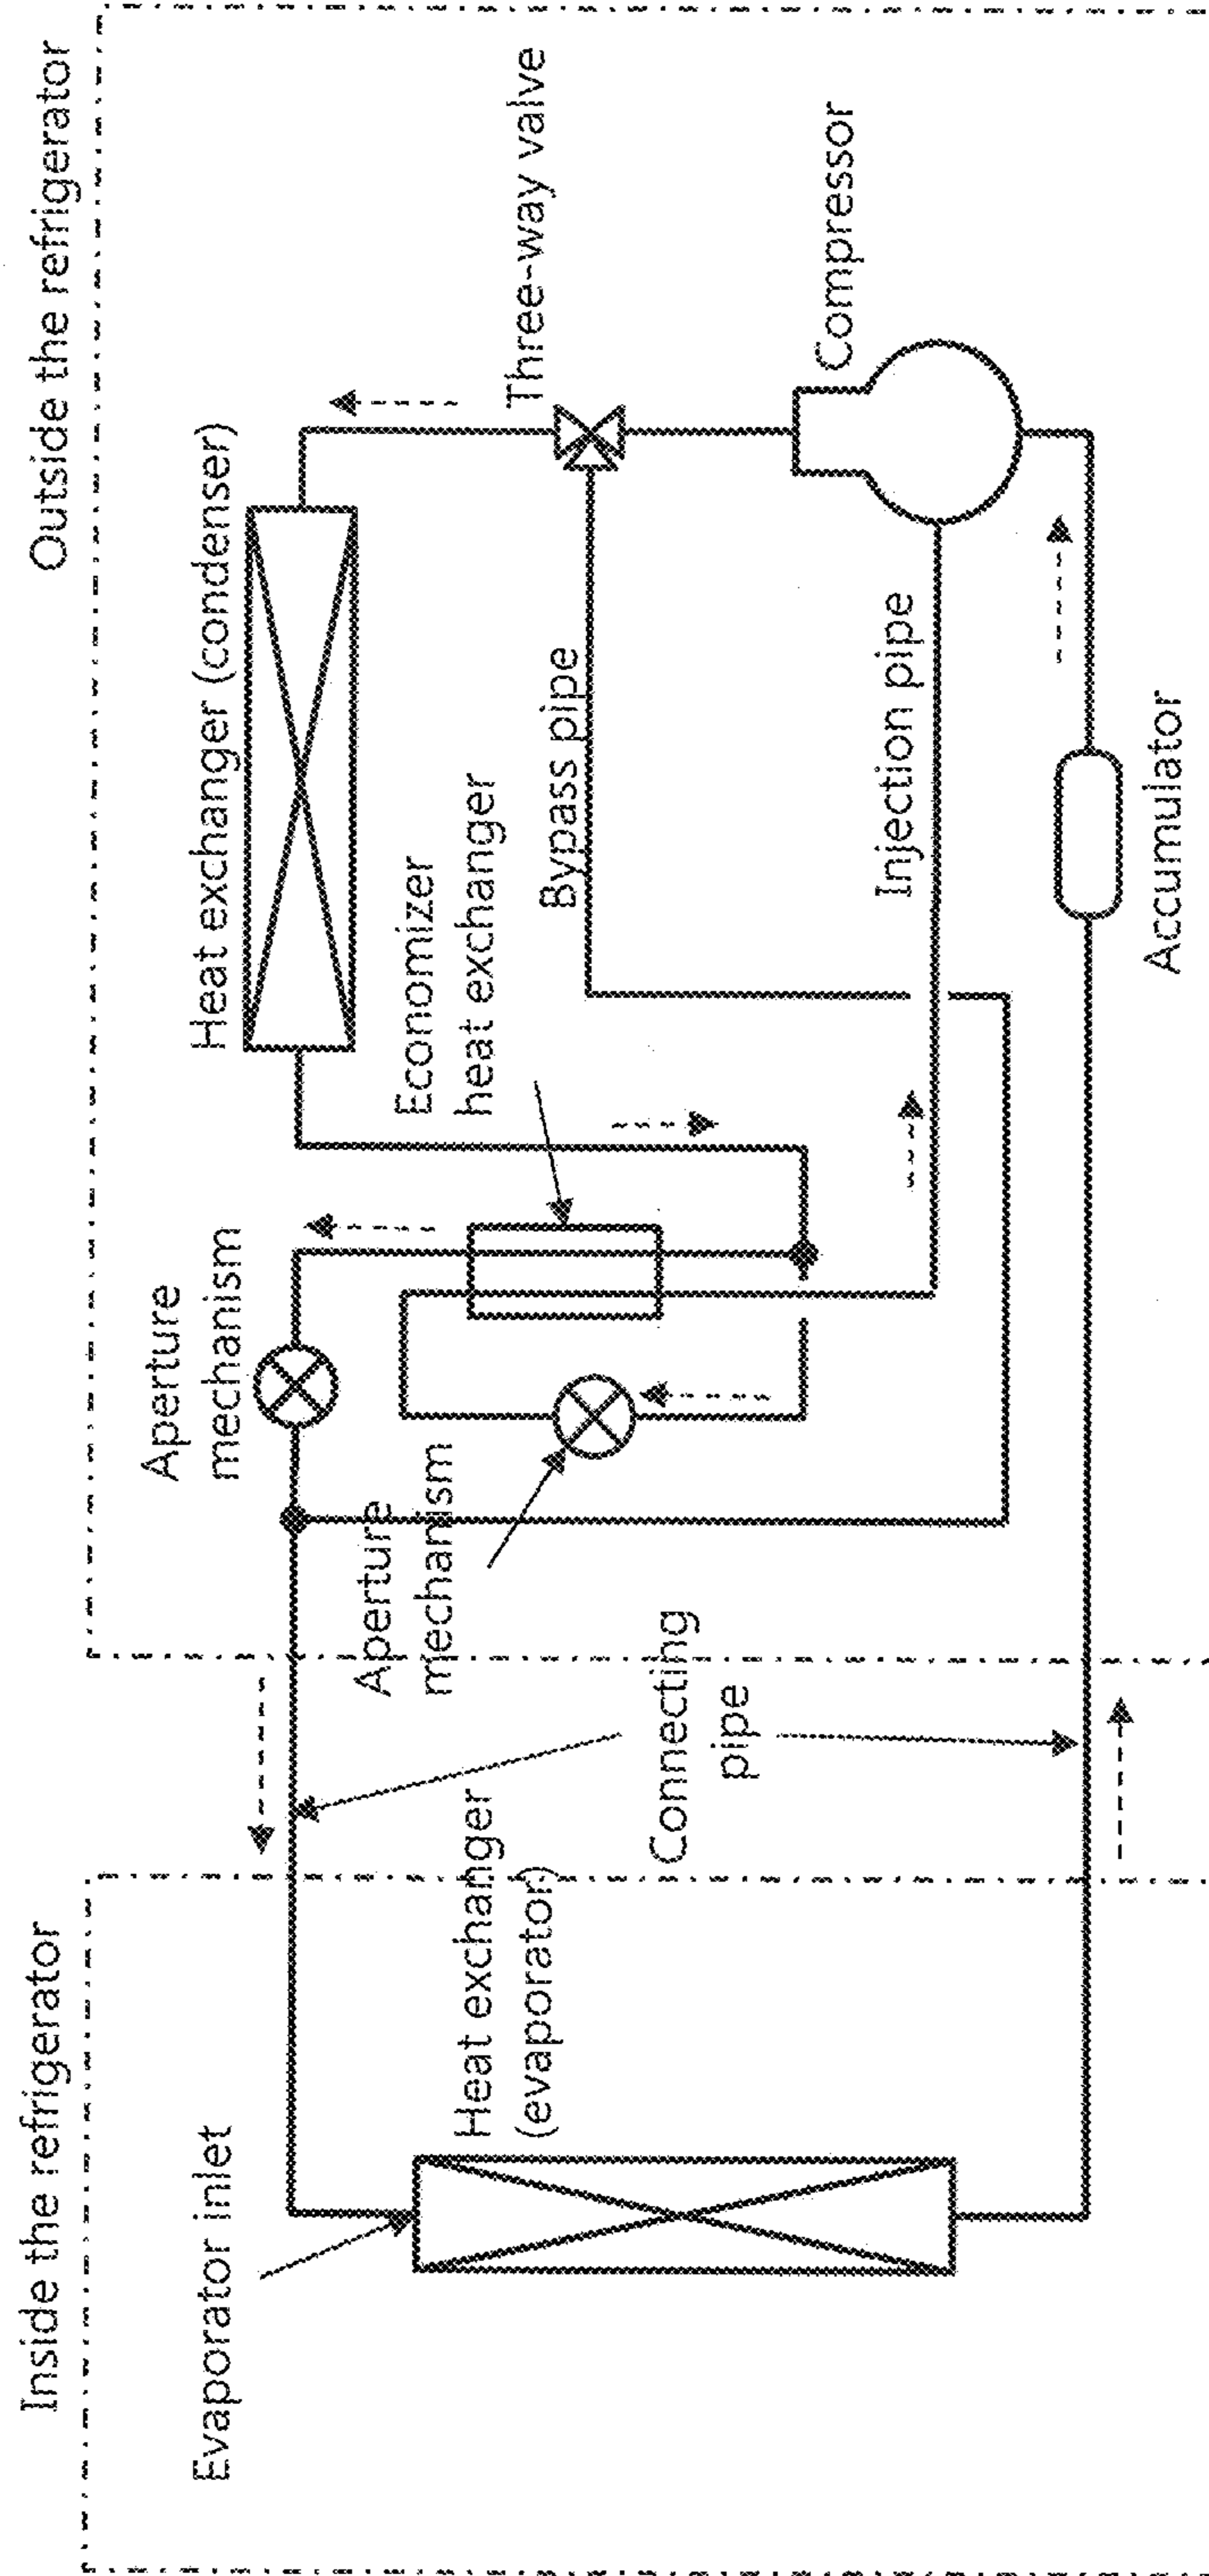 Inside the refrigerator
Outside the refrigerator
Evaporator inlet
Heat exchanger
(evaporator)
Connecting
pipe
Aperture
mechanism
Aperture
mechanism
Heat exchanger (condenser)
Economizer
heat exchanger
Bypass pipe
Three-way valve
Injection pipe
Compressor
Accumulator